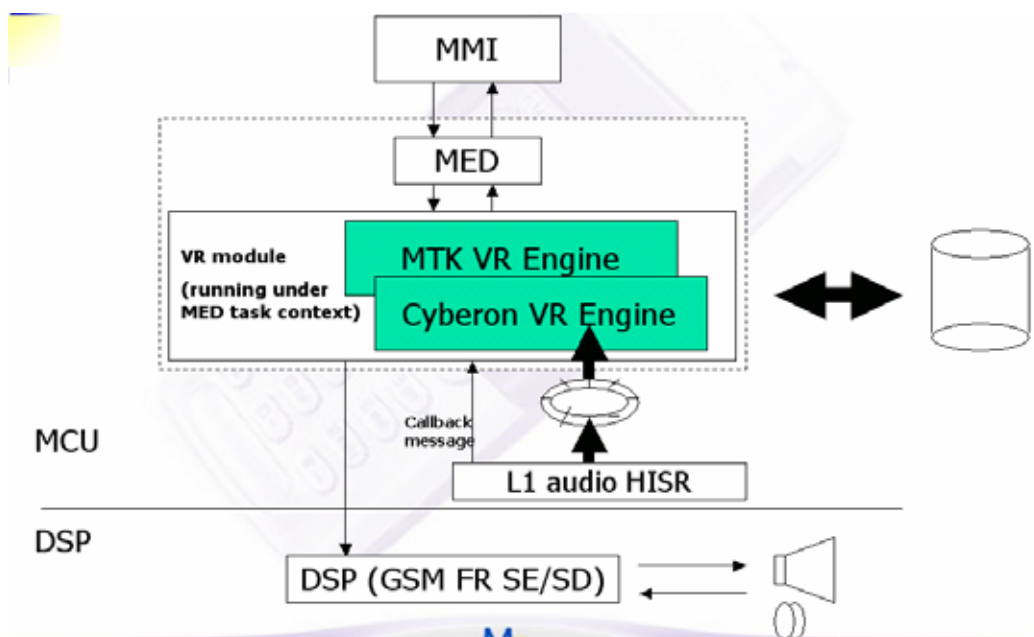 MMI
MED
VR module
(running under
MED task context)
MTK VR Engine
Cyberon VR Engine
Callback
message
MCU
L1 audio HISR
DSP
DSP (GSM FR SE/SD)